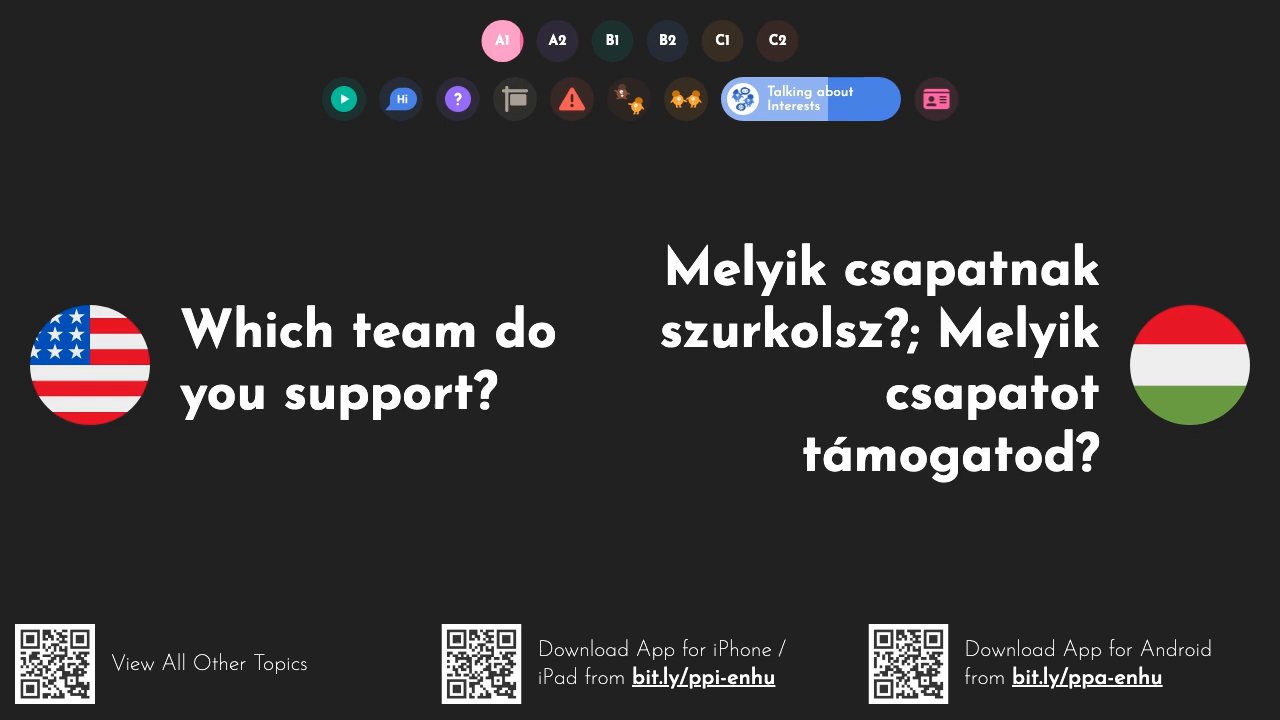 A1 A2 B1 B2 C1 C2
Hi ? Talking about
Interests
Which team do
you support?
Melyik csapatnak
szurkolsz?; Melyik
csapatot
támogatod?
View All Other Topics
Download App for iPhone /
iPad from bit.ly/ppi-enhu
Download App for Android
from bit.ly/ppa-enhu